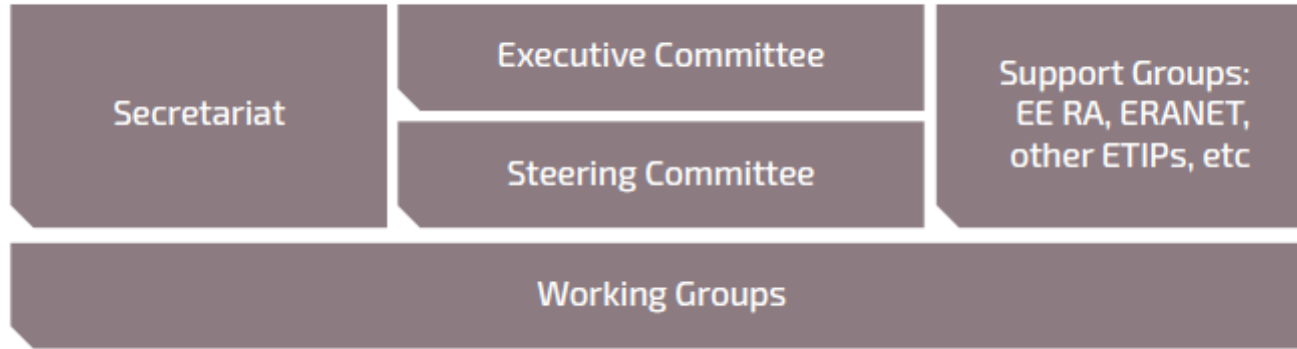 Secretariat
Executive Committee
Steering Committee
Support Groups:
EE RA, ERANET,
other ETIPs, etc
Working Groups